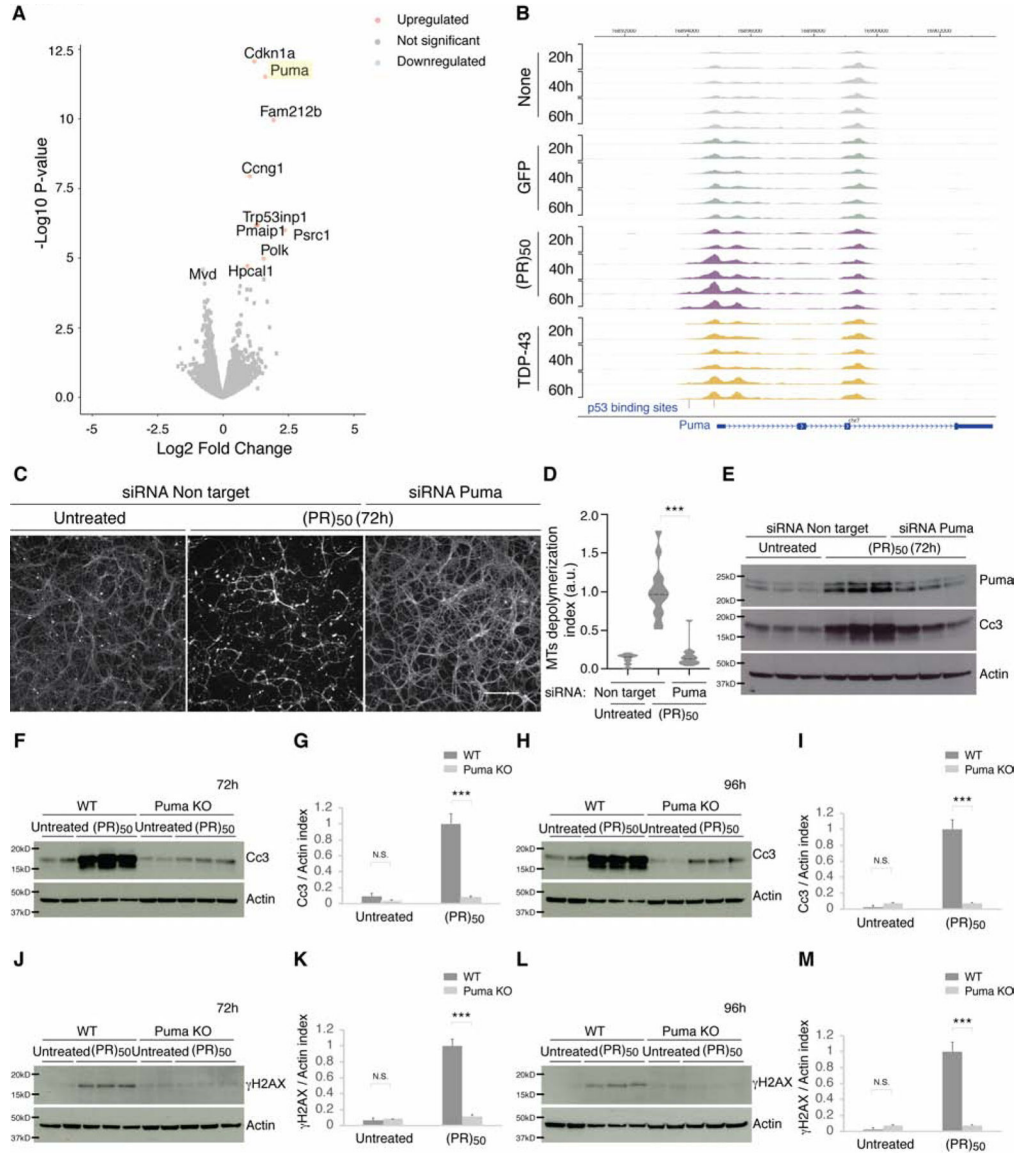 A
Upregulated
Not significant
Downregulated
12.5
10
7.5
5
2.5
0.0
-Log10 P-value
Cdkn1a
Puma
Fam212b
Ccng1
Trp53inp1
Pmaip1
Psrc1
Polk
Mvd
Hpcal1
-5
-2.5
0
2.5
5
Log2 Fold Change
B
None
20h
40h
60h
GFP
20h
40h
60h
(PR)50
20h
40h
60h
TDP-43
20h
40h
60h
p53 binding sites
Puma
C
siRNA Non target
siRNA Puma
Untreated
(PR)50 (72h)
D
MTs depolymerization
index (a.u.)
2.0
1.5
1.0
0.5
0.0
***
siRNA: Non target Puma
Untreated (PR)50
E
siRNA Non target siRNA Puma
Untreated (PR)50 (72h)
25kD
20kD
Puma
20kD
15kD
Cc3
50kD
37kD
Actin
F
72h
WT Puma KO
Untreated (PR)50 Untreated (PR)50
20kD
15kD
Cc3
50kD
37kD
Actin
G
WT
Puma KO
Cc3 / Actin index
1.2
1
0.8
0.6
0.4
0.2
0
N.S.
***
Untreated (PR)50
H
96h
WT Puma KO
Untreated (PR)50 Untreated (PR)50
20kD
15kD
Cc3
50kD
37kD
Actin
I
WT
Puma KO
Cc3 / Actin index
1.2
1
0.8
0.6
0.4
0.2
0
N.S.
***
Untreated (PR)50
J
72h
WT Puma KO
Untreated (PR)50 Untreated (PR)50
20kD
15kD
γH2AX
50kD
37kD
Actin
K
WT
Puma KO
γH2AX / Actin index
1.2
1
0.8
0.6
0.4
0.2
0
N.S.
***
Untreated (PR)50
L
96h
WT Puma KO
Untreated (PR)50 Untreated (PR)50
20kD
15kD
γH2AX
50kD
37kD
Actin
M
WT
Puma KO
γH2AX / Actin index
1.2
1
0.8
0.6
0.4
0.2
0
N.S.
***
Untreated (PR)50